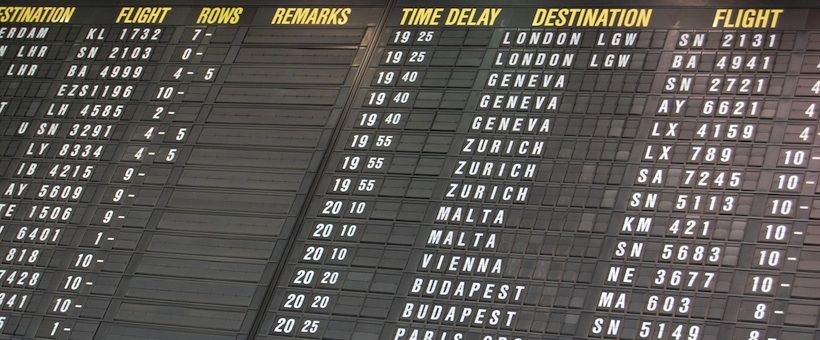 ESTINATION FLIGHT ROWS REMARKS
ERDAM KL 1732 7-
N LHR SN 2103 0-
LHR BA 4999 4-5
EZS1196 10-
T LH 4585 2-
U SN 3291 4-5
LY 8334 4-5
IB 4215 9-
AY 5609 9-
TE 1506 9-
6401 1-
818 10-
7428 10-
841 10-
5 1-
TIME DELAY DESTINATION FLIGHT
19 25 LONDON LGW SN 2131
19 25 LONDON LGW BA 4941
19 40 GENEVA SN 2721
19 40 GENEVA AY 6621 4
19 40 GENEVA LX 4159 4-
19 55 ZURICH LX 789 10-
19 55 ZURICH SA 7245 10-
19 55 ZURICH SN 5113 10-
20 10 MALTA KM 421 8-
20 10 MALTA SN 5683 10-
20 10 VIENNA NE 3677 10-
20 20 BUDAPEST MA 603 8-
20 20 BUDAPEST SN 5149 8-
20 25 PARIS